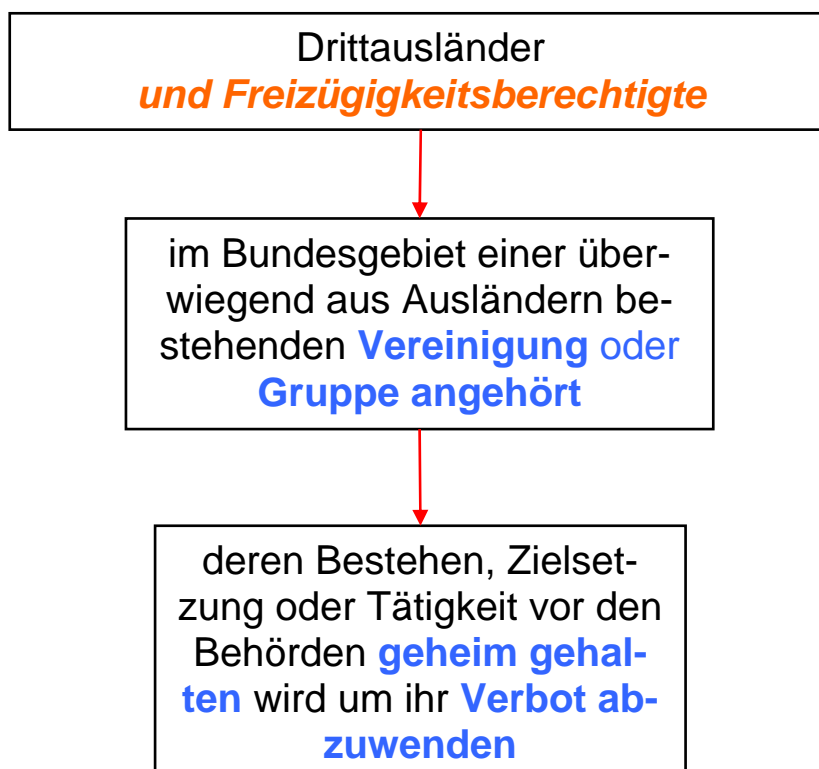 Drittausländer
und Freizügigkeitsberechtigte
im Bundesgebiet einer über-
wiegend aus Ausländern be-
stehenden Vereinigung oder
Gruppe angehört
deren Bestehen, Zielset-
zung oder Tätigkeit vor den
Behörden geheim gehal-
ten wird um ihr Verbot ab-
zuwenden